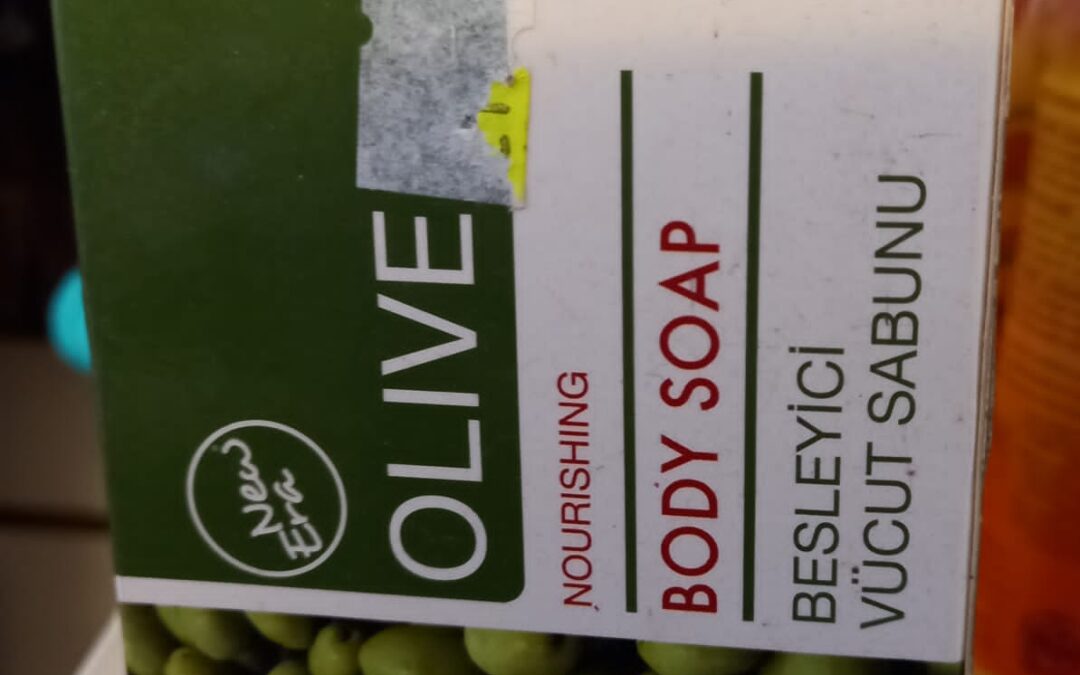 New
Era
OLIVE
NOURISHING
BODY SOAP
BESLEYİCİ
VÜCUT SABUNU